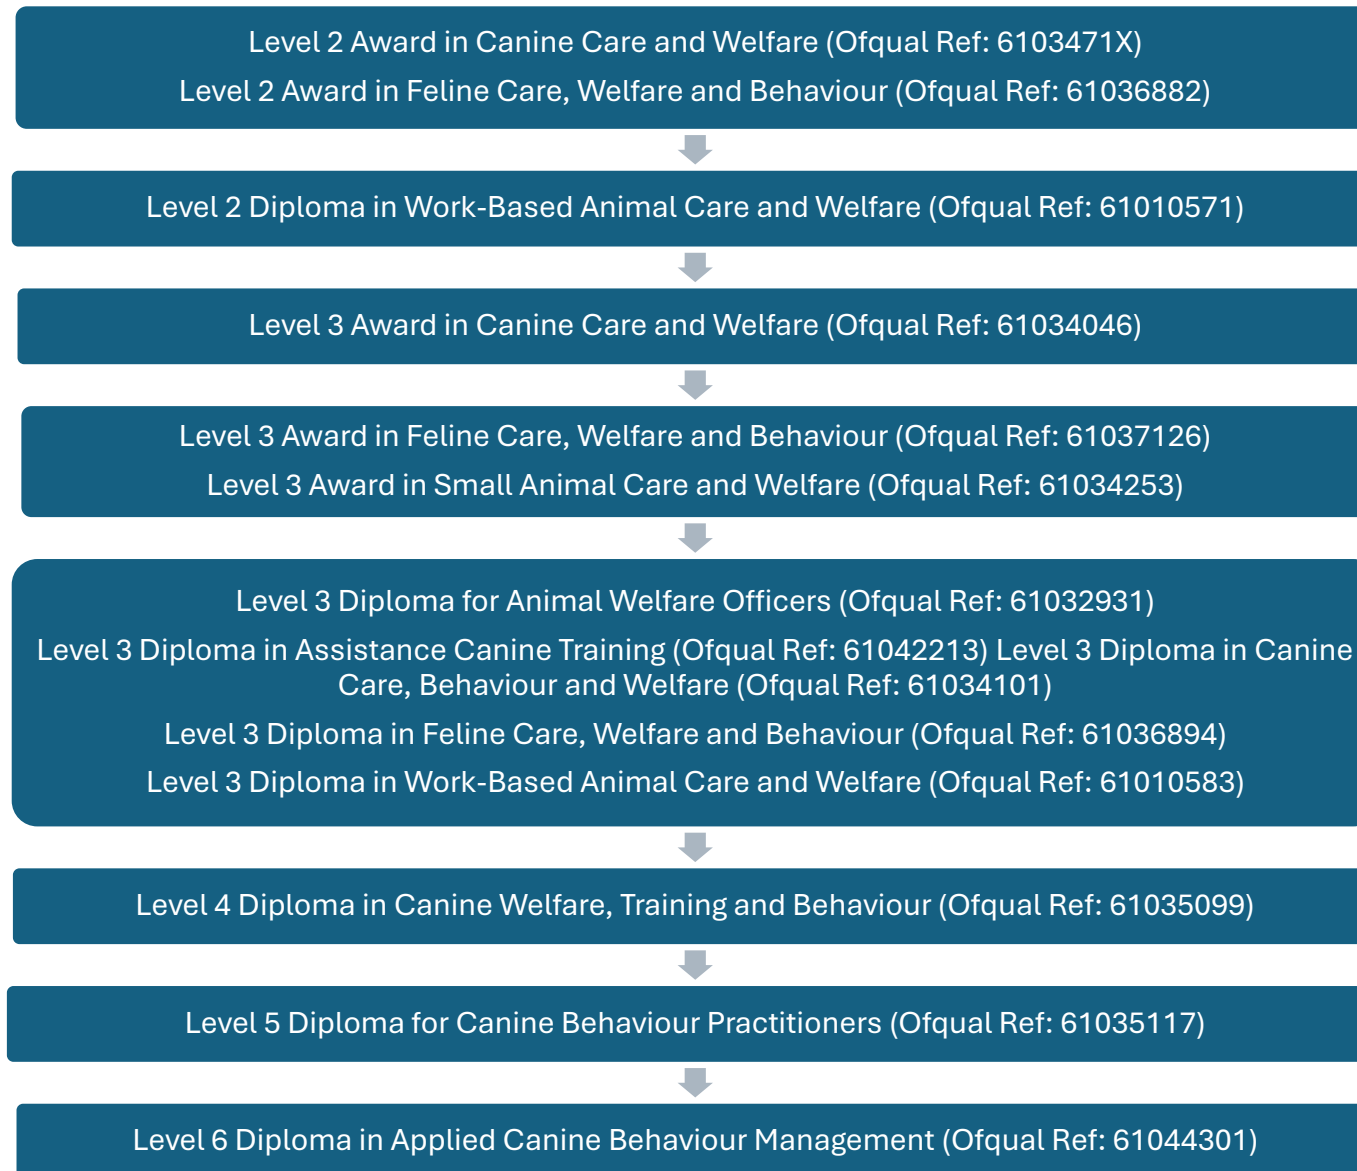 Level 2 Award in Canine Care and Welfare (Ofqual Ref: 6103471X)
Level 2 Award in Feline Care, Welfare and Behaviour (Ofqual Ref: 61036882)
Level 2 Diploma in Work-Based Animal Care and Welfare (Ofqual Ref: 61010571)
Level 3 Award in Canine Care and Welfare (Ofqual Ref: 61034046)
Level 3 Award in Feline Care, Welfare and Behaviour (Ofqual Ref: 61037126)
Level 3 Award in Small Animal Care and Welfare (Ofqual Ref: 61034253)
Level 3 Diploma for Animal Welfare Officers (Ofqual Ref: 61032931)
Level 3 Diploma in Assistance Canine Training (Ofqual Ref: 61042213) Level 3 Diploma in Canine
Care, Behaviour and Welfare (Ofqual Ref: 61034101)
Level 3 Diploma in Feline Care, Welfare and Behaviour (Ofqual Ref: 61036894)
Level 3 Diploma in Work-Based Animal Care and Welfare (Ofqual Ref: 61010583)
Level 4 Diploma in Canine Welfare, Training and Behaviour (Ofqual Ref: 61035099)
Level 5 Diploma for Canine Behaviour Practitioners (Ofqual Ref: 61035117)
Level 6 Diploma in Applied Canine Behaviour Management (Ofqual Ref: 61044301)